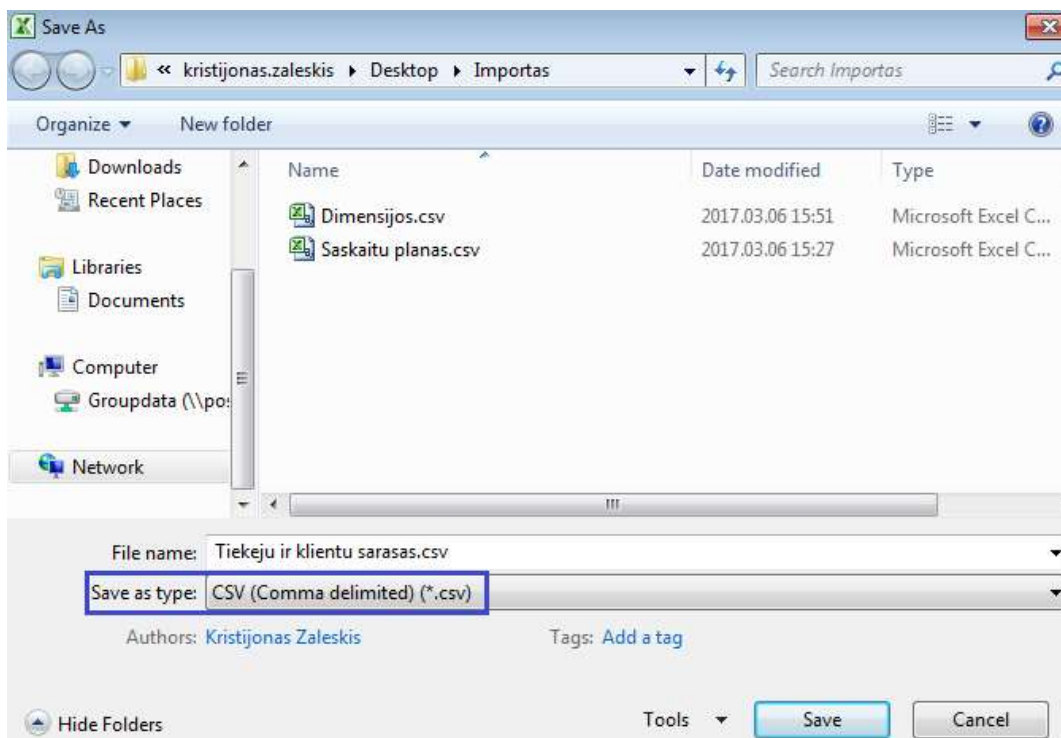 Save As
« kristijonas.zaleskis ▸ Desktop ▸ Importas
Search Importas
Organize ▾ New folder
Downloads
Recent Places
Libraries
Documents
Computer
Groupdata (\\po:
Network
Name Date modified Type
Dimensijos.csv 2017.03.06 15:51 Microsoft Excel C...
Saskaitu planas.csv 2017.03.06 15:27 Microsoft Excel C...
File name: Tiekeju ir klientu sarasas.csv
Save as type: CSV (Comma delimited) (*.csv)
Authors: Kristijonas Zaleskis Tags: Add a tag
Hide Folders Tools ▾ Save Cancel